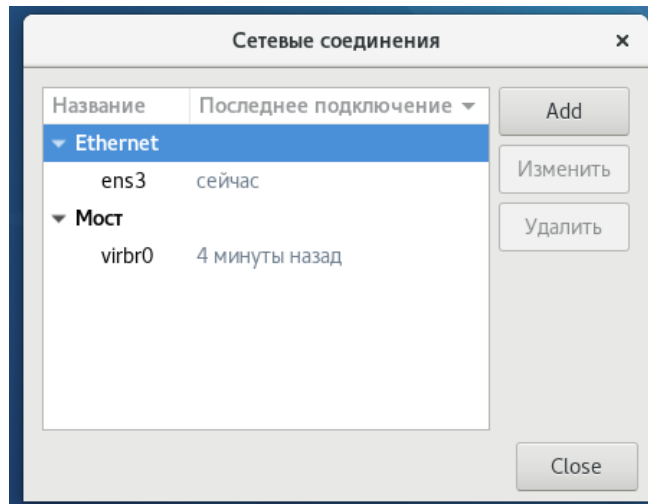 Сетевые соединения
Название Последнее подключение
Add
Ethernet
Изменить
ens3 сейчас
Мост
Удалить
virbr0 4 минуты назад
Close